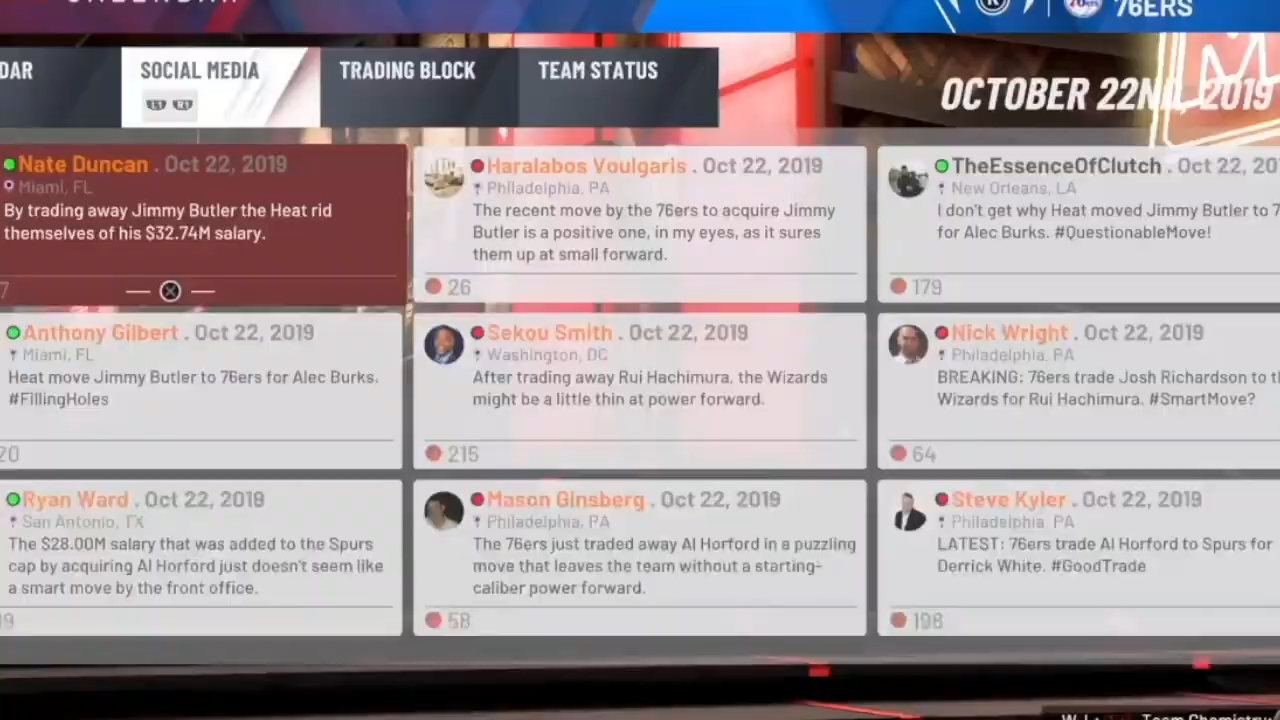 76ERS
DAR
SOCIAL MEDIA
TRADING BLOCK
TEAM STATUS
L1 R1
OCTOBER 22ND, 2019
Nate Duncan . Oct 22, 2019
Miami, FL
By trading away Jimmy Butler the Heat rid
themselves of his $32.74M salary.
7
Haralabos Voulgaris . Oct 22, 2019
Philadelphia, PA
The recent move by the 76ers to acquire Jimmy
Butler is a positive one, in my eyes, as it sures
them up at small forward.
26
TheEssenceOfClutch . Oct 22, 20
New Orleans, LA
I don't get why Heat moved Jimmy Butler to 7
for Alec Burks. #QuestionableMove!
179
Anthony Gilbert . Oct 22, 2019
Miami, FL
Heat move Jimmy Butler to 76ers for Alec Burks.
#FillingHoles
20
Sekou Smith . Oct 22, 2019
Washington, DC
After trading away Rui Hachimura, the Wizards
might be a little thin at power forward.
215
Nick Wright . Oct 22, 2019
Philadelphia, PA
BREAKING: 76ers trade Josh Richardson to th
Wizards for Rui Hachimura. #SmartMove?
64
Ryan Ward . Oct 22, 2019
San Antonio, TX
The $28.00M salary that was added to the Spurs
cap by acquiring Al Horford just doesn't seem like
a smart move by the front office.
9
Mason Ginsberg . Oct 22, 2019
Philadelphia, PA
The 76ers just traded away Al Horford in a puzzling
move that leaves the team without a starting-
caliber power forward.
58
Steve Kyler . Oct 22, 2019
Philadelphia, PA
LATEST: 76ers trade Al Horford to Spurs for
Derrick White. #GoodTrade
198
Team Chemistry